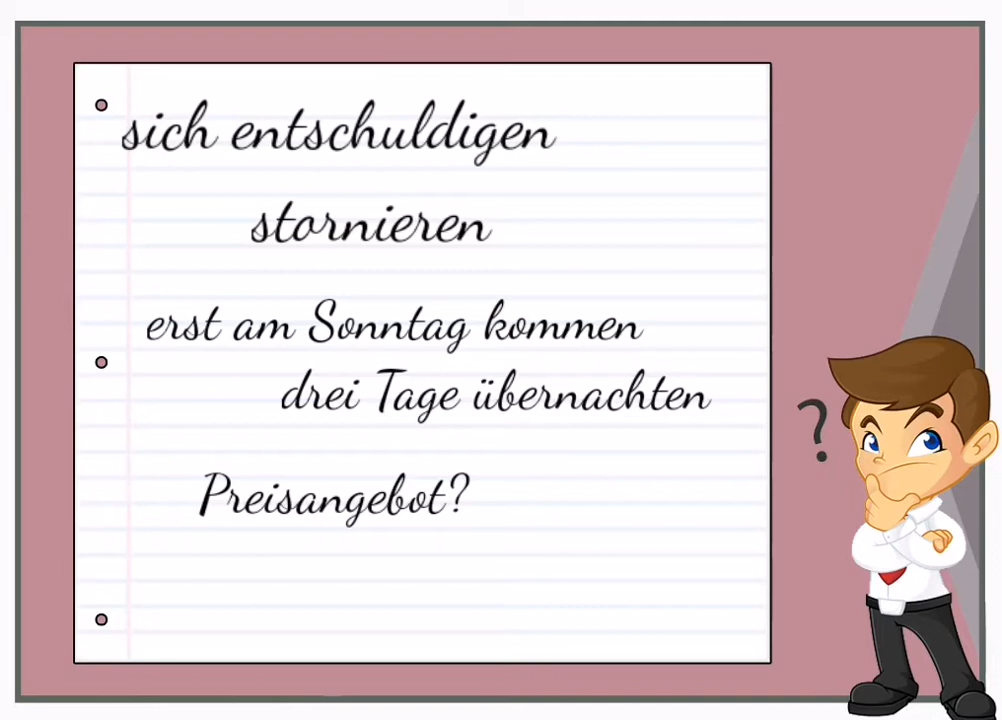 sich entschuldigen
stornieren
erst am Sonntag kommen
drei Tage übernachten
Preisangebot?
?